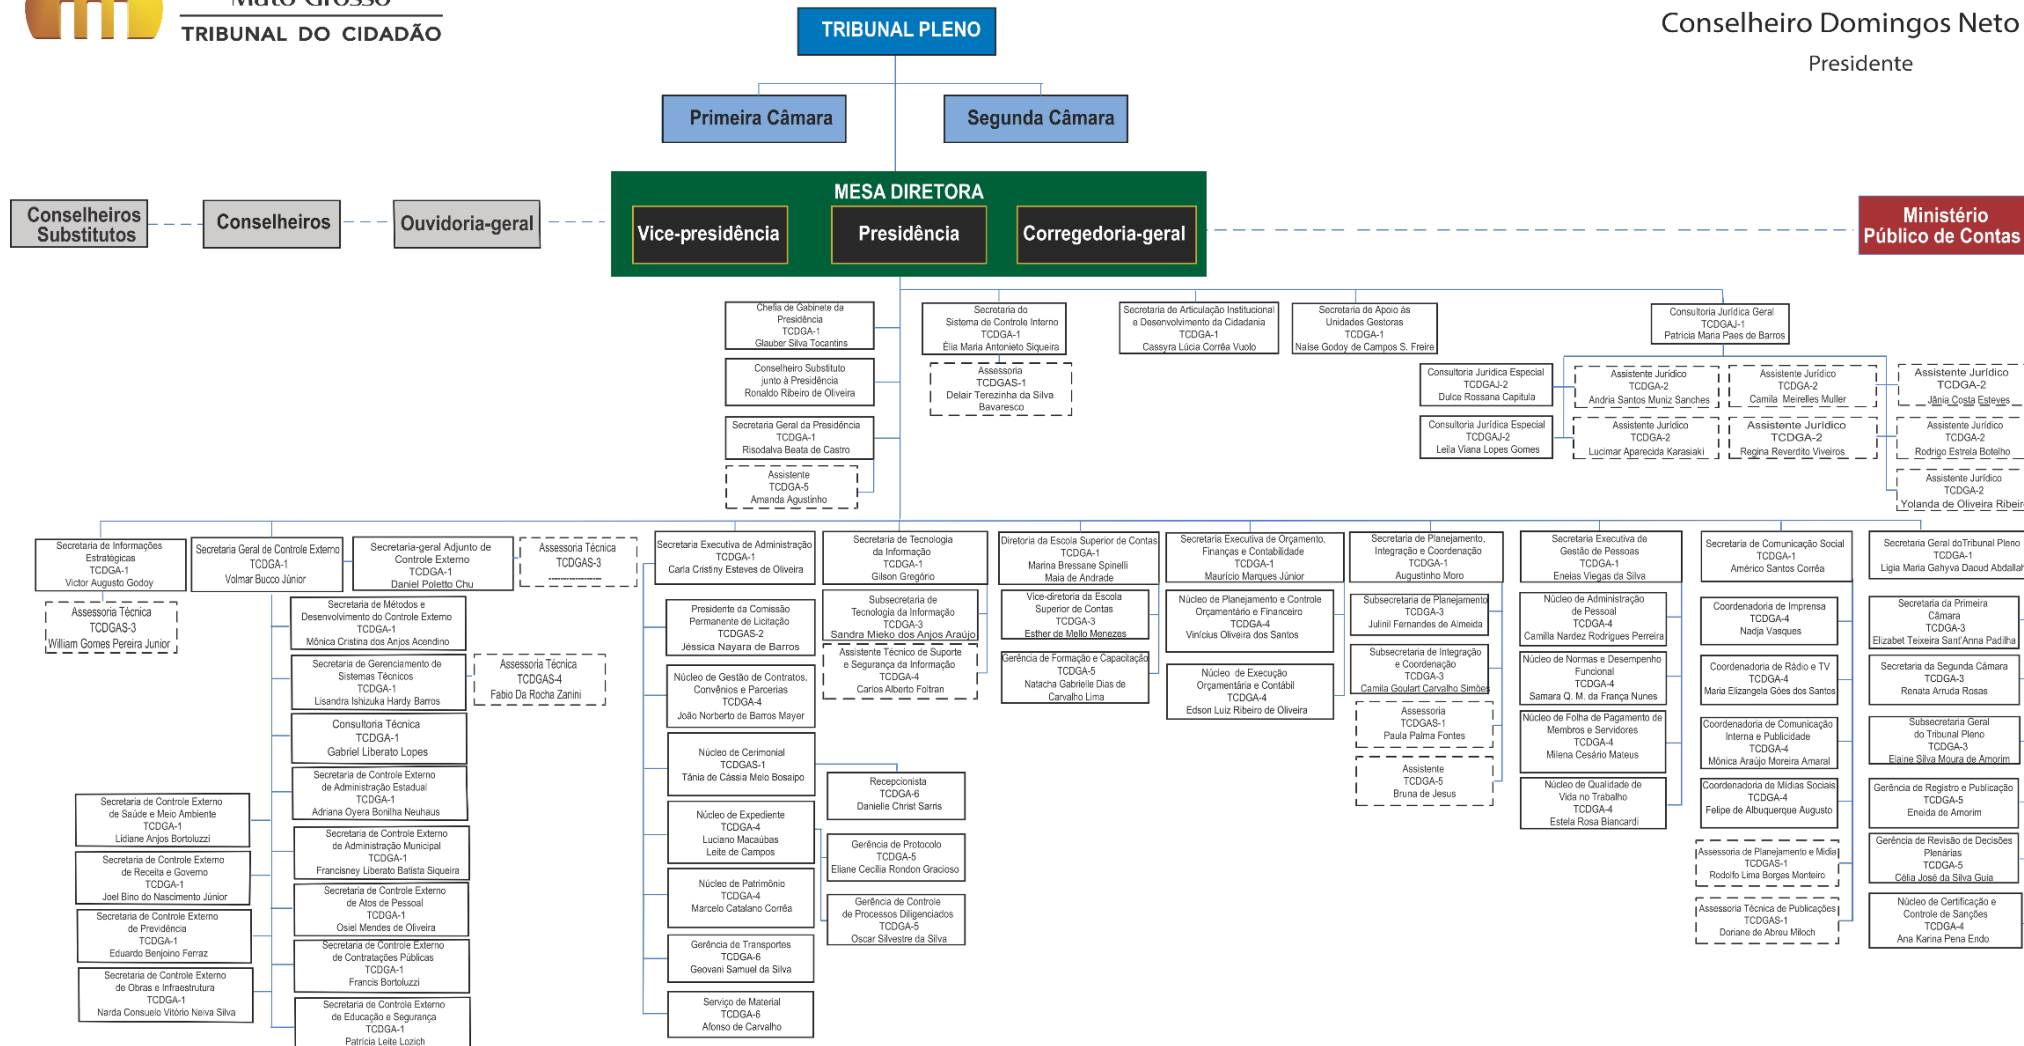 Mato Grosso
TRIBUNAL DO CIDADÃO
TRIBUNAL PLENO
Conselheiro Domingos Neto
Presidente
Primeira Câmara
Segunda Câmara
MESA DIRETORA
Vice-presidência
Presidência
Corregedoria-geral
Conselheiros
Substitutos
Conselheiros
Ouvidoria-geral
Ministério
Público de Contas
Chefia de Gabinete da
Presidência
TCDGA-1
Glauber Silva Tocantins
Conselheiro Substituto
junto à Presidência
Ronaldo Ribeiro de Oliveira
Secretaria Geral da Presidência
TCDGA-1
Risodalva Beata de Castro
Assistente
TCDGA-5
Amanda Agustinho
Secretaria do
Sistema de Controle Interno
TCDGA-1
Élia Maria Antonieto Siqueira
Assessoria
TCDGAS-1
Delair Terezinha da Silva
Bavaresco
Secretaria de Articulação Institucional
e Desenvolvimento da Cidadania
TCDGA-1
Cassyra Lúcia Corrêa Vuolo
Secretaria de Apoio às
Unidades Gestoras
TCDGA-1
Naíse Godoy de Campos S. Freire
Consultoria Jurídica Geral
TCDGAJ-1
Patricia Maria Paes de Barros
Consultoria Jurídica Especial
TCDGAJ-2
Dulce Rossana Capitula
Consultoria Jurídica Especial
TCDGAJ-2
Leila Viana Lopes Gomes
Assistente Jurídico
TCDGA-2
Andria Santos Muniz Sanches
Assistente Jurídico
TCDGA-2
Lucimar Aparecida Karasiaki
Assistente Jurídico
TCDGA-2
Camila Meirelles Muller
Assistente Jurídico
TCDGA-2
Regina Reverdito Viveiros
Assistente Jurídico
TCDGA-2
Jânia Costa Esteves
Assistente Jurídico
TCDGA-2
Rodrigo Estrela Botelho
Assistente Jurídico
TCDGA-2
Yolanda de Oliveira Ribeir
Secretaria de Informações
Estratégicas
TCDGA-1
Victor Augusto Godoy
Assessoria Técnica
TCDGAS-3
William Gomes Pereira Junior
Secretaria Geral de Controle Externo
TCDGA-1
Volmar Bucco Júnior
Secretaria-geral Adjunto de
Controle Externo
TCDGA-1
Daniel Poletto Chu
Assessoria Técnica
TCDGAS-3
------------------
Secretaria de Métodos e
Desenvolvimento do Controle Externo
TCDGA-1
Mônica Cristina dos Anjos Acendino
Secretaria de Gerenciamento de
Sistemas Técnicos
TCDGA-1
Lisandra Ishizuka Hardy Barros
Assessoria Técnica
TCDGAS-4
Fabio Da Rocha Zanini
Consultoria Técnica
TCDGA-1
Gabriel Liberato Lopes
Secretaria de Controle Externo
de Administração Estadual
TCDGA-1
Adriana Oyera Bonilha Neuhaus
Secretaria de Controle Externo
de Administração Municipal
TCDGA-1
Francisney Liberato Batista Siqueira
Secretaria de Controle Externo
de Atos de Pessoal
TCDGA-1
Osiel Mendes de Oliveira
Secretaria de Controle Externo
de Contratações Públicas
TCDGA-1
Francis Bortoluzzi
Secretaria de Controle Externo
de Educação e Segurança
TCDGA-1
Patrícia Leite Lozich
Secretaria de Controle Externo
de Saúde e Meio Ambiente
TCDGA-1
Lidiane Anjos Bortoluzzi
Secretaria de Controle Externo
de Receita e Governo
TCDGA-1
Joel Bino do Nascimento Júnior
Secretaria de Controle Externo
de Previdência
TCDGA-1
Eduardo Benjoino Ferraz
Secretaria de Controle Externo
de Obras e Infraestrutura
TCDGA-1
Narda Consuelo Vitório Neiva Silva
Secretaria Executiva de Administração
TCDGA-1
Carla Cristiny Esteves de Oliveira
Presidente da Comissão
Permanente de Licitação
TCDGAS-2
Jéssica Nayara de Barros
Núcleo de Gestão de Contratos,
Convênios e Parcerias
TCDGA-4
João Norberto de Barros Mayer
Núcleo de Cerimonial
TCDGAS-1
Tânia de Cássia Melo Bosaipo
Recepcionista
TCDGA-6
Danielle Christ Sarris
Núcleo de Expediente
TCDGA-4
Luciano Macaúbas
Leite de Campos
Gerência de Protocolo
TCDGA-5
Eliane Cecília Rondon Gracioso
Gerência de Controle
de Processos Diligenciados
TCDGA-5
Oscar Silvestre da Silva
Núcleo de Patrimônio
TCDGA-4
Marcelo Catalano Corrêa
Gerência de Transportes
TCDGA-6
Geovani Samuel da Silva
Serviço de Material
TCDGA-6
Afonso de Carvalho
Secretaria de Tecnologia
da Informação
TCDGA-1
Gilson Gregório
Subsecretaria de
Tecnologia da Informação
TCDGA-3
Sandra Mieko dos Anjos Araújo
Assistente Técnico de Suporte
e Segurança da Informação
TCDGA-4
Carlos Alberto Foltran
Diretoria da Escola Superior de Contas
TCDGA-1
Marina Bressane Spinelli
Maia de Andrade
Vice-diretoria da Escola
Superior de Contas
TCDGA-3
Esther de Mello Menezes
Gerência de Formação e Capacitação
TCDGA-5
Natacha Gabrielle Dias de
Carvalho Lima
Secretaria Executiva de Orçamento,
Finanças e Contabilidade
TCDGA-1
Maurício Marques Júnior
Núcleo de Planejamento e Controle
Orçamentário e Financeiro
TCDGA-4
Vinícius Oliveira dos Santos
Núcleo de Execução
Orçamentária e Contábil
TCDGA-4
Edson Luiz Ribeiro de Oliveira
Secretaria de Planejamento,
Integração e Coordenação
TCDGA-1
Augustinho Moro
Subsecretaria de Planejamento
TCDGA-3
Julinil Fernandes de Almeida
Subsecretaria de Integração
e Coordenação
TCDGA-3
Camila Goulart Carvalho Simões
Assessoria
TCDGAS-1
Paula Palma Fontes
Assistente
TCDGA-5
Bruna de Jesus
Secretaria Executiva de
Gestão de Pessoas
TCDGA-1
Eneias Viegas da Silva
Núcleo de Administração
de Pessoal
TCDGA-4
Camilla Nardez Rodrigues Perreira
Núcleo de Normas e Desempenho
Funcional
TCDGA-4
Samara Q. M. da França Nunes
Núcleo de Folha de Pagamento de
Membros e Servidores
TCDGA-4
Milena Cesário Mateus
Núcleo de Qualidade de
Vida no Trabalho
TCDGA-4
Estela Rosa Biancardi
Secretaria de Comunicação Social
TCDGA-1
Américo Santos Corrêa
Coordenadoria de Imprensa
TCDGA-4
Nadja Vasques
Coordenadoria de Rádio e TV
TCDGA-4
Maria Elizangela Góes dos Santos
Coordenadoria de Comunicação
Interna e Publicidade
TCDGA-4
Mônica Araújo Moreira Amaral
Coordenadoria de Mídias Sociais
TCDGA-4
Felipe de Albuquerque Augusto
Assessoria de Planejamento e Mídia
TCDGAS-1
Rodolfo Lima Borges Monteiro
Assessoria Técnica de Publicações
TCDGAS-1
Doriane de Abreu Miloch
Secretaria Geral doTribunal Pleno
TCDGA-1
Ligia Maria Gahyva Daoud Abdallah
Secretaria da Primeira
Câmara
TCDGA-3
Elizabet Teixeira Sant'Anna Padilha
Secretaria da Segunda Câmara
TCDGA-3
Renata Arruda Rosas
Subsecretaria Geral
do Tribunal Pleno
TCDGA-3
Elaine Silva Moura de Amorim
Gerência de Registro e Publicação
TCDGA-5
Eneida de Amorim
Gerência de Revisão de Decisões
Plenárias
TCDGA-5
Célia José da Silva Guia
Núcleo de Certificação e
Controle de Sanções
TCDGA-4
Ana Karina Pena Endo